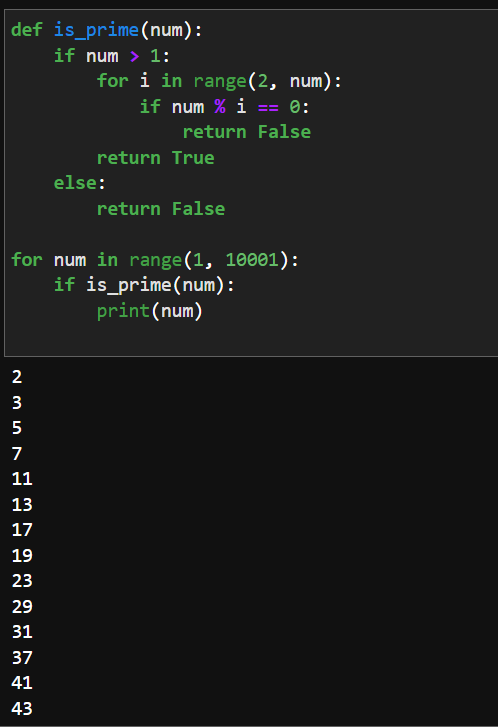 def is_prime(num):
    if num > 1:
        for i in range(2, num):
            if num % i == 0:
                return False
        return True
    else:
        return False

for num in range(1, 10001):
    if is_prime(num):
        print(num)
2
3
5
7
11
13
17
19
23
29
31
37
41
43